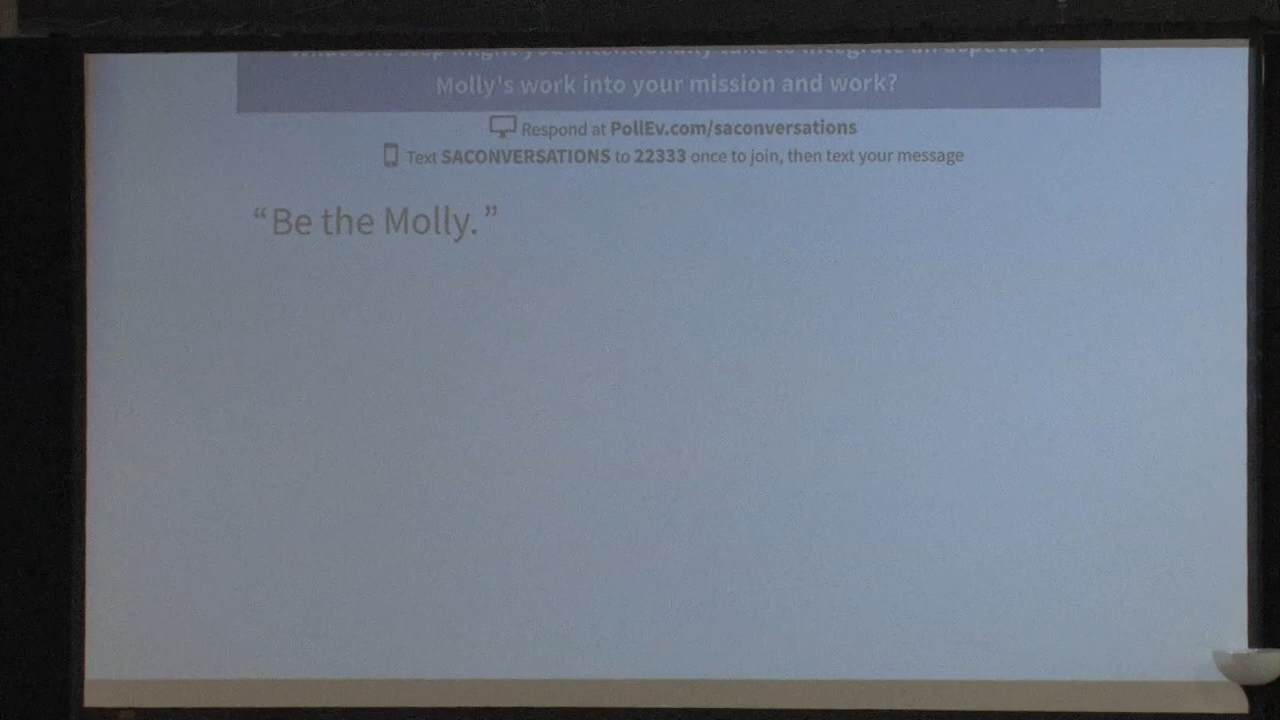 Molly's work into your mission and work?
Respond at PollEv.com/saconversations
Text SACONVERSATIONS to 22333 once to join, then text your message
“Be the Molly.”